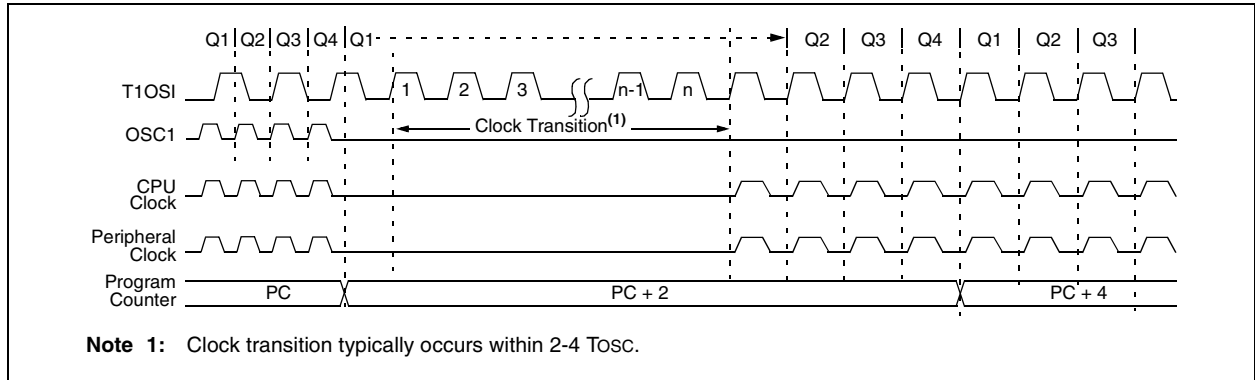 Q1 Q2 Q3 Q4 Q1 Q2 Q3 Q4 Q1 Q2 Q3
T1OSI 1 2 3 n-1 n
Clock Transition(1)
OSC1
CPU
Clock
Peripheral
Clock
Program
Counter PC PC + 2 PC + 4
Note 1: Clock transition typically occurs within 2-4 TOSC.